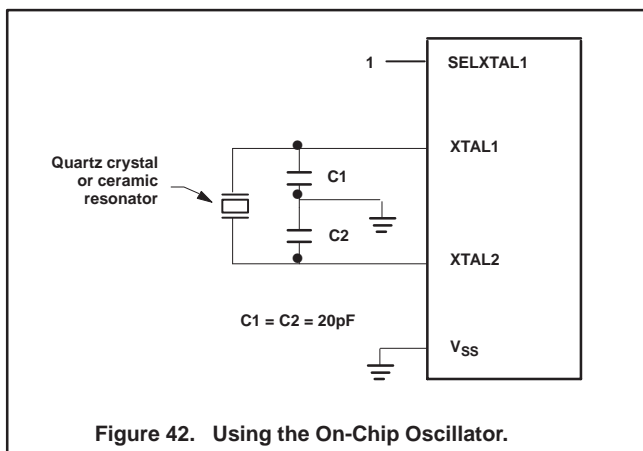 1
SELXTAL1
XTAL1
Quartz crystal
or ceramic
resonator
C1
C2
XTAL2
C1 = C2 = 20pF
VSS
Figure 42. Using the On-Chip Oscillator.